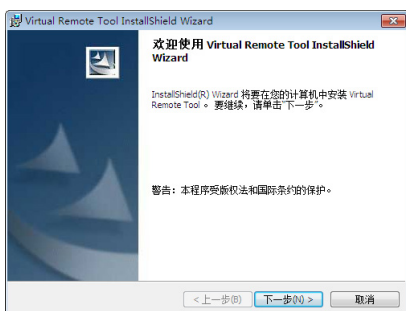 Virtual Remote Tool InstallShield Wizard
欢迎使用 Virtual Remote Tool InstallShield
Wizard
InstallShield(R) Wizard 将要在您的计算机中安装 Virtual
Remote Tool 。 要继续，请单击“下一步”。
警告：本程序受版权法和国际条约的保护。
<上一步(B)
下一步(N) >
取消